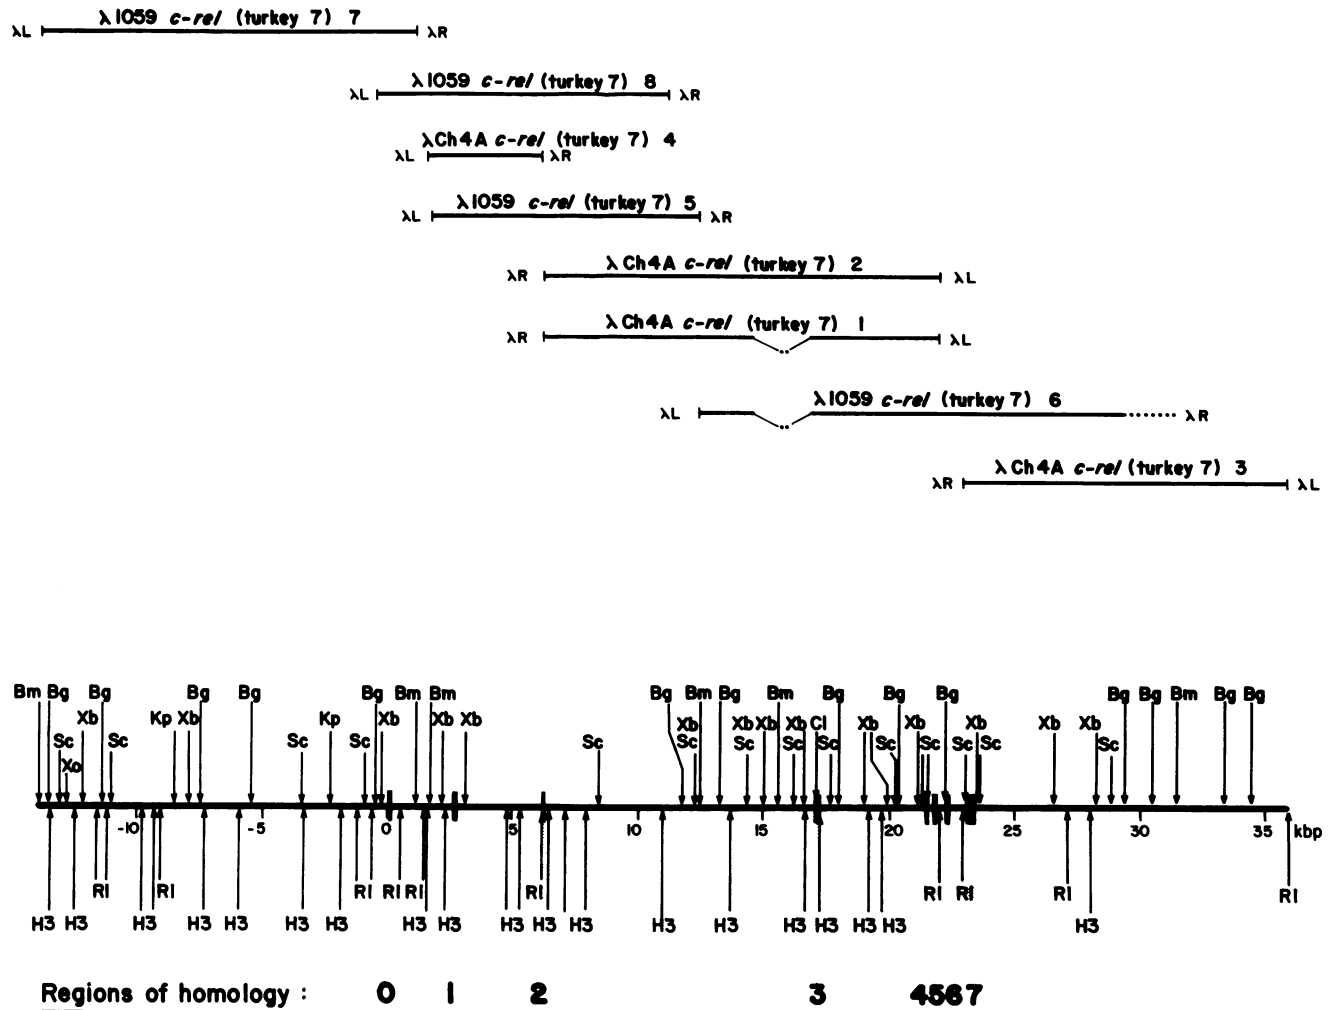 λL λ1059 c-rel (turkey 7) 7 λR
λL λ1059 c-rel (turkey 7) 8 λR
λL λCh4A c-rel (turkey 7) 4 λR
λL λ1059 c-rel (turkey 7) 5 λR
λR λCh4A c-rel (turkey 7) 2 λL
λR λCh4A c-rel (turkey 7) 1 λL
λL λ1059 c-rel (turkey 7) 6 λR
λR λCh4A c-rel (turkey 7) 3 λL
Bm Bg Bg Bg Bg Bg Bm Bm Bg Bm Bg Bm Bg Bg Bg Bg Bg Bm Bg Bg
Xb Kp Xb Kp Xb Xb Xb Xb Xb Xb Xb Cl Xb Xb Xb Xb Xb
Sc Sc Sc Sc Sc Sc Sc Sc Sc Sc Sc Sc Sc Sc
Xo
-10 -5 0 5 10 15 20 25 30 35 kbp
RI RI RI RI RI RI RI RI RI RI
H3 H3 H3 H3 H3 H3 H3 H3 H3 H3 H3 H3 H3 H3 H3 H3 H3 H3 H3 H3
Regions of homology : 0 1 2 3 4567